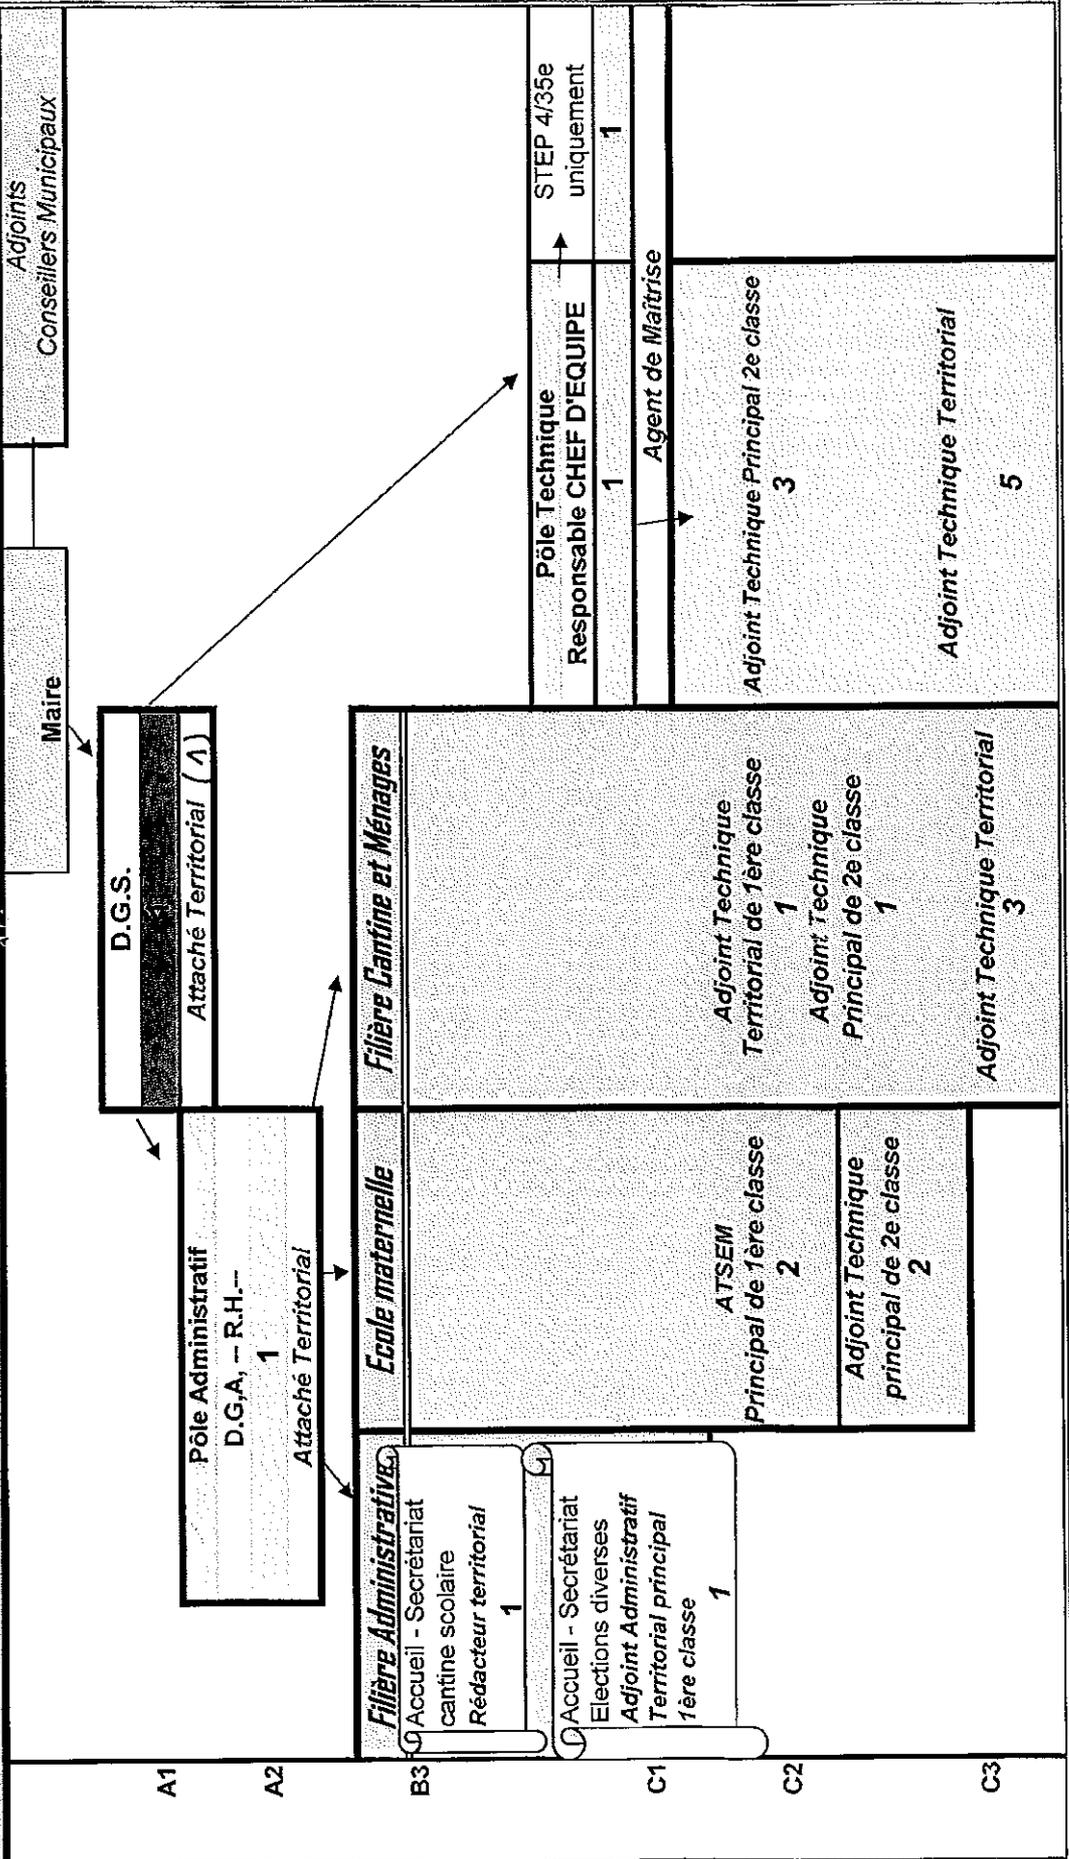 Adjoints
Conseillers Municipaux
Maire
D.G.S.
Attaché Territorial (1)
A1
Pôle Administratif
D.G,A, -- R.H.--
1
Attaché Territorial
A2
Filière Administrative
Ecole maternelle
Filière Cantine et Ménages
Pôle Technique
Responsable CHEF D'EQUIPE
1
STEP 4/35e
uniquement
1
Agent de Maîtrise
B3
Accueil - Secrétariat
cantine scolaire
Rédacteur territorial
1
Accueil - Secrétariat
Elections diverses
Adjoint Administratif
Territorial principal
1ère classe
1
C1
ATSEM
Principal de 1ère classe
2
Adjoint Technique
principal de 2e classe
2
Adjoint Technique
Territorial de 1ère classe
1
Adjoint Technique
Principal de 2e classe
1
Adjoint Technique Territorial
3
Adjoint Technique Principal 2e classe
3
Adjoint Technique Territorial
5
C2
C3